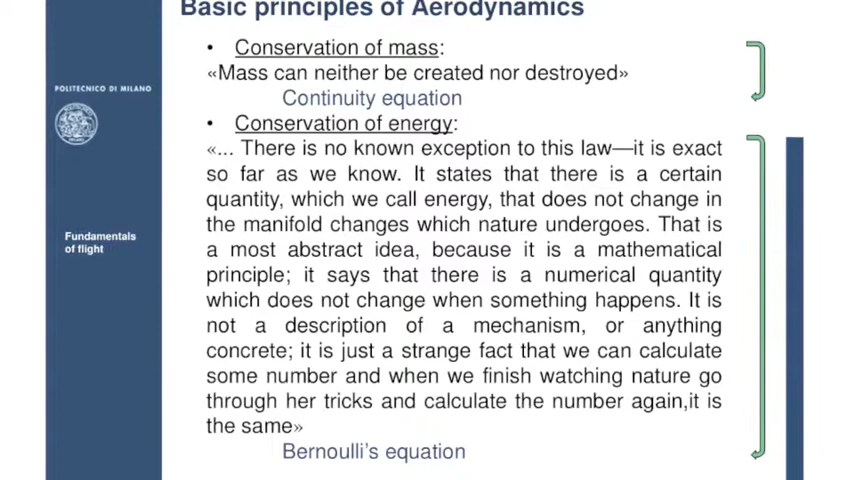 Basic principles of Aerodynamics
• Conservation of mass:
«Mass can neither be created nor destroyed»
Continuity equation
• Conservation of energy:
«... There is no known exception to this law—it is exact
so far as we know. It states that there is a certain
quantity, which we call energy, that does not change in
the manifold changes which nature undergoes. That is
a most abstract idea, because it is a mathematical
principle; it says that there is a numerical quantity
which does not change when something happens. It is
not a description of a mechanism, or anything
concrete; it is just a strange fact that we can calculate
some number and when we finish watching nature go
through her tricks and calculate the number again,it is
the same»
Bernoulli's equation
POLITECNICO DI MILANO
Fundamentals
of flight